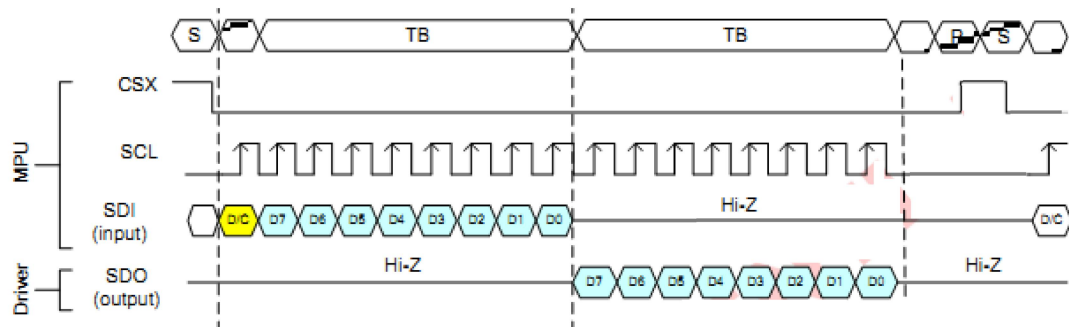 S TB TB P S
CSX
SCL
MPU
SDI
(input)
D/C D7 D6 D5 D4 D3 D2 D1 D0 Hi-Z D/C
Driver
SDO
(output)
Hi-Z D7 D6 D5 D4 D3 D2 D1 D0 Hi-Z